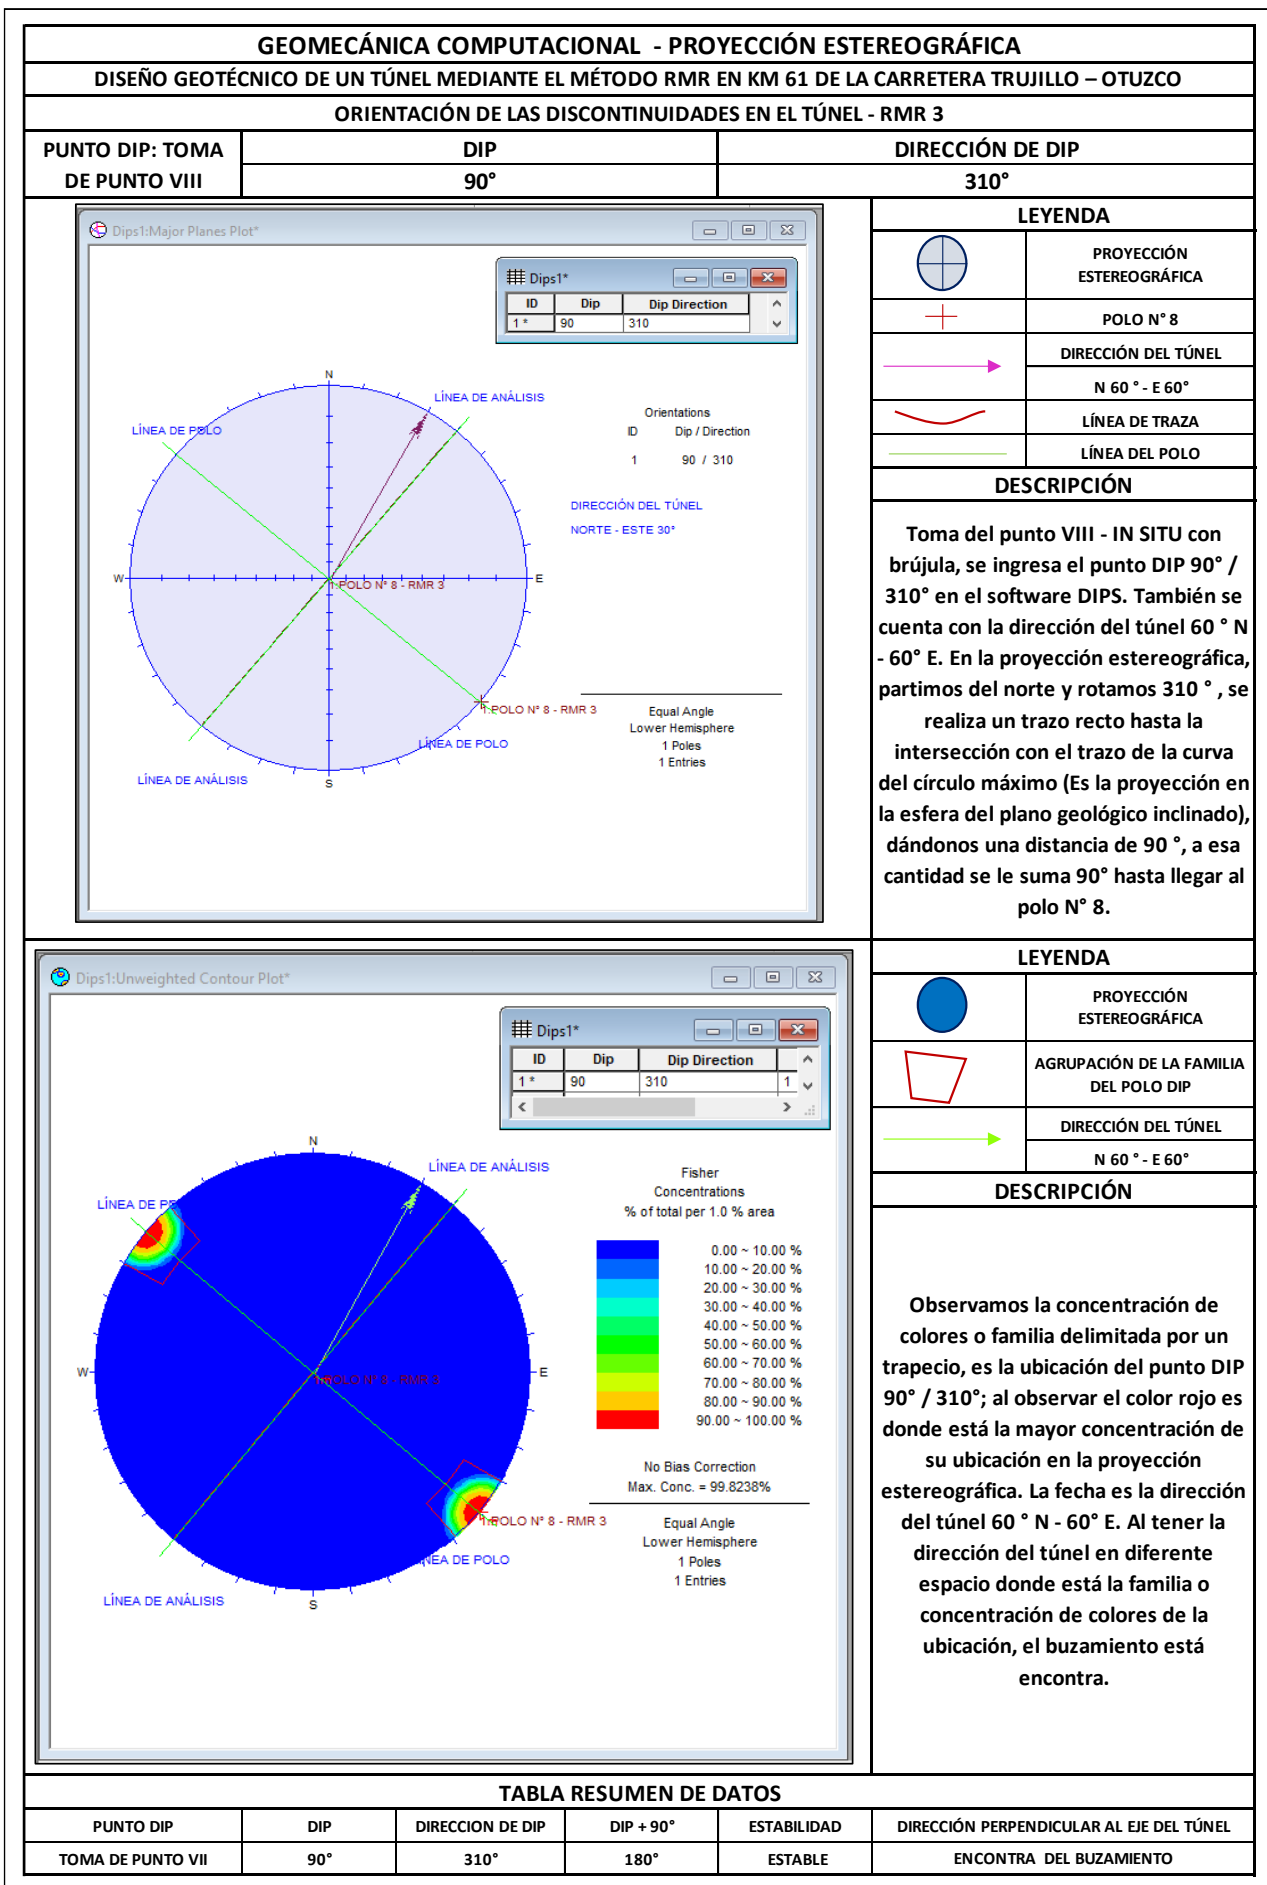 GEOMECÁNICA COMPUTACIONAL - PROYECCIÓN ESTEREOGRÁFICA
DISEÑO GEOTÉCNICO DE UN TÚNEL MEDIANTE EL MÉTODO RMR EN KM 61 DE LA CARRETERA TRUJILLO – OTUZCO
ORIENTACIÓN DE LAS DISCONTINUIDADES EN EL TÚNEL - RMR 3
PUNTO DIP: TOMA
DE PUNTO VIII
DIP
DIRECCIÓN DE DIP
90°
310°
Dips1:Major Planes Plot*
Dips1*
ID Dip Dip Direction
1 * 90 310
N
LÍNEA DE ANÁLISIS
LÍNEA DE POLO
Orientations
ID Dip / Direction
1 90 / 310
DIRECCIÓN DEL TÚNEL
NORTE - ESTE 30°
W
E
1:POLO N° 8 - RMR 3
1:POLO N° 8 - RMR 3
LÍNEA DE POLO
LÍNEA DE ANÁLISIS
S
Equal Angle
Lower Hemisphere
1 Poles
1 Entries
LEYENDA
PROYECCIÓN
ESTEREOGRÁFICA
POLO N° 8
DIRECCIÓN DEL TÚNEL
N 60 ° - E 60°
LÍNEA DE TRAZA
LÍNEA DEL POLO
DESCRIPCIÓN
Toma del punto VIII - IN SITU con
brújula, se ingresa el punto DIP 90° /
310° en el software DIPS. También se
cuenta con la dirección del túnel 60 ° N
- 60° E. En la proyección estereográfica,
partimos del norte y rotamos 310 ° , se
realiza un trazo recto hasta la
intersección con el trazo de la curva
del círculo máximo (Es la proyección en
la esfera del plano geológico inclinado),
dándonos una distancia de 90 °, a esa
cantidad se le suma 90° hasta llegar al
polo N° 8.
Dips1:Unweighted Contour Plot*
Dips1*
ID Dip Dip Direction
1 * 90 310 1
N
LÍNEA DE ANÁLISIS
LÍNEA DE
W
E
1:POLO N° 8 - RMR 3
1:POLO N° 8 - RMR 3
NEA DE POLO
LÍNEA DE ANÁLISIS
S
Fisher
Concentrations
% of total per 1.0 % area
0.00 ~ 10.00 %
10.00 ~ 20.00 %
20.00 ~ 30.00 %
30.00 ~ 40.00 %
40.00 ~ 50.00 %
50.00 ~ 60.00 %
60.00 ~ 70.00 %
70.00 ~ 80.00 %
80.00 ~ 90.00 %
90.00 ~ 100.00 %
No Bias Correction
Max. Conc. = 99.8238%
Equal Angle
Lower Hemisphere
1 Poles
1 Entries
LEYENDA
PROYECCIÓN
ESTEREOGRÁFICA
AGRUPACIÓN DE LA FAMILIA
DEL POLO DIP
DIRECCIÓN DEL TÚNEL
N 60 ° - E 60°
DESCRIPCIÓN
Observamos la concentración de
colores o familia delimitada por un
trapecio, es la ubicación del punto DIP
90° / 310°; al observar el color rojo es
donde está la mayor concentración de
su ubicación en la proyección
estereográfica. La fecha es la dirección
del túnel 60 ° N - 60° E. Al tener la
dirección del túnel en diferente
espacio donde está la familia o
concentración de colores de la
ubicación, el buzamiento está
encontra.
TABLA RESUMEN DE DATOS
PUNTO DIP DIP DIRECCION DE DIP DIP + 90° ESTABILIDAD DIRECCIÓN PERPENDICULAR AL EJE DEL TÚNEL
TOMA DE PUNTO VII 90° 310° 180° ESTABLE ENCONTRA DEL BUZAMIENTO